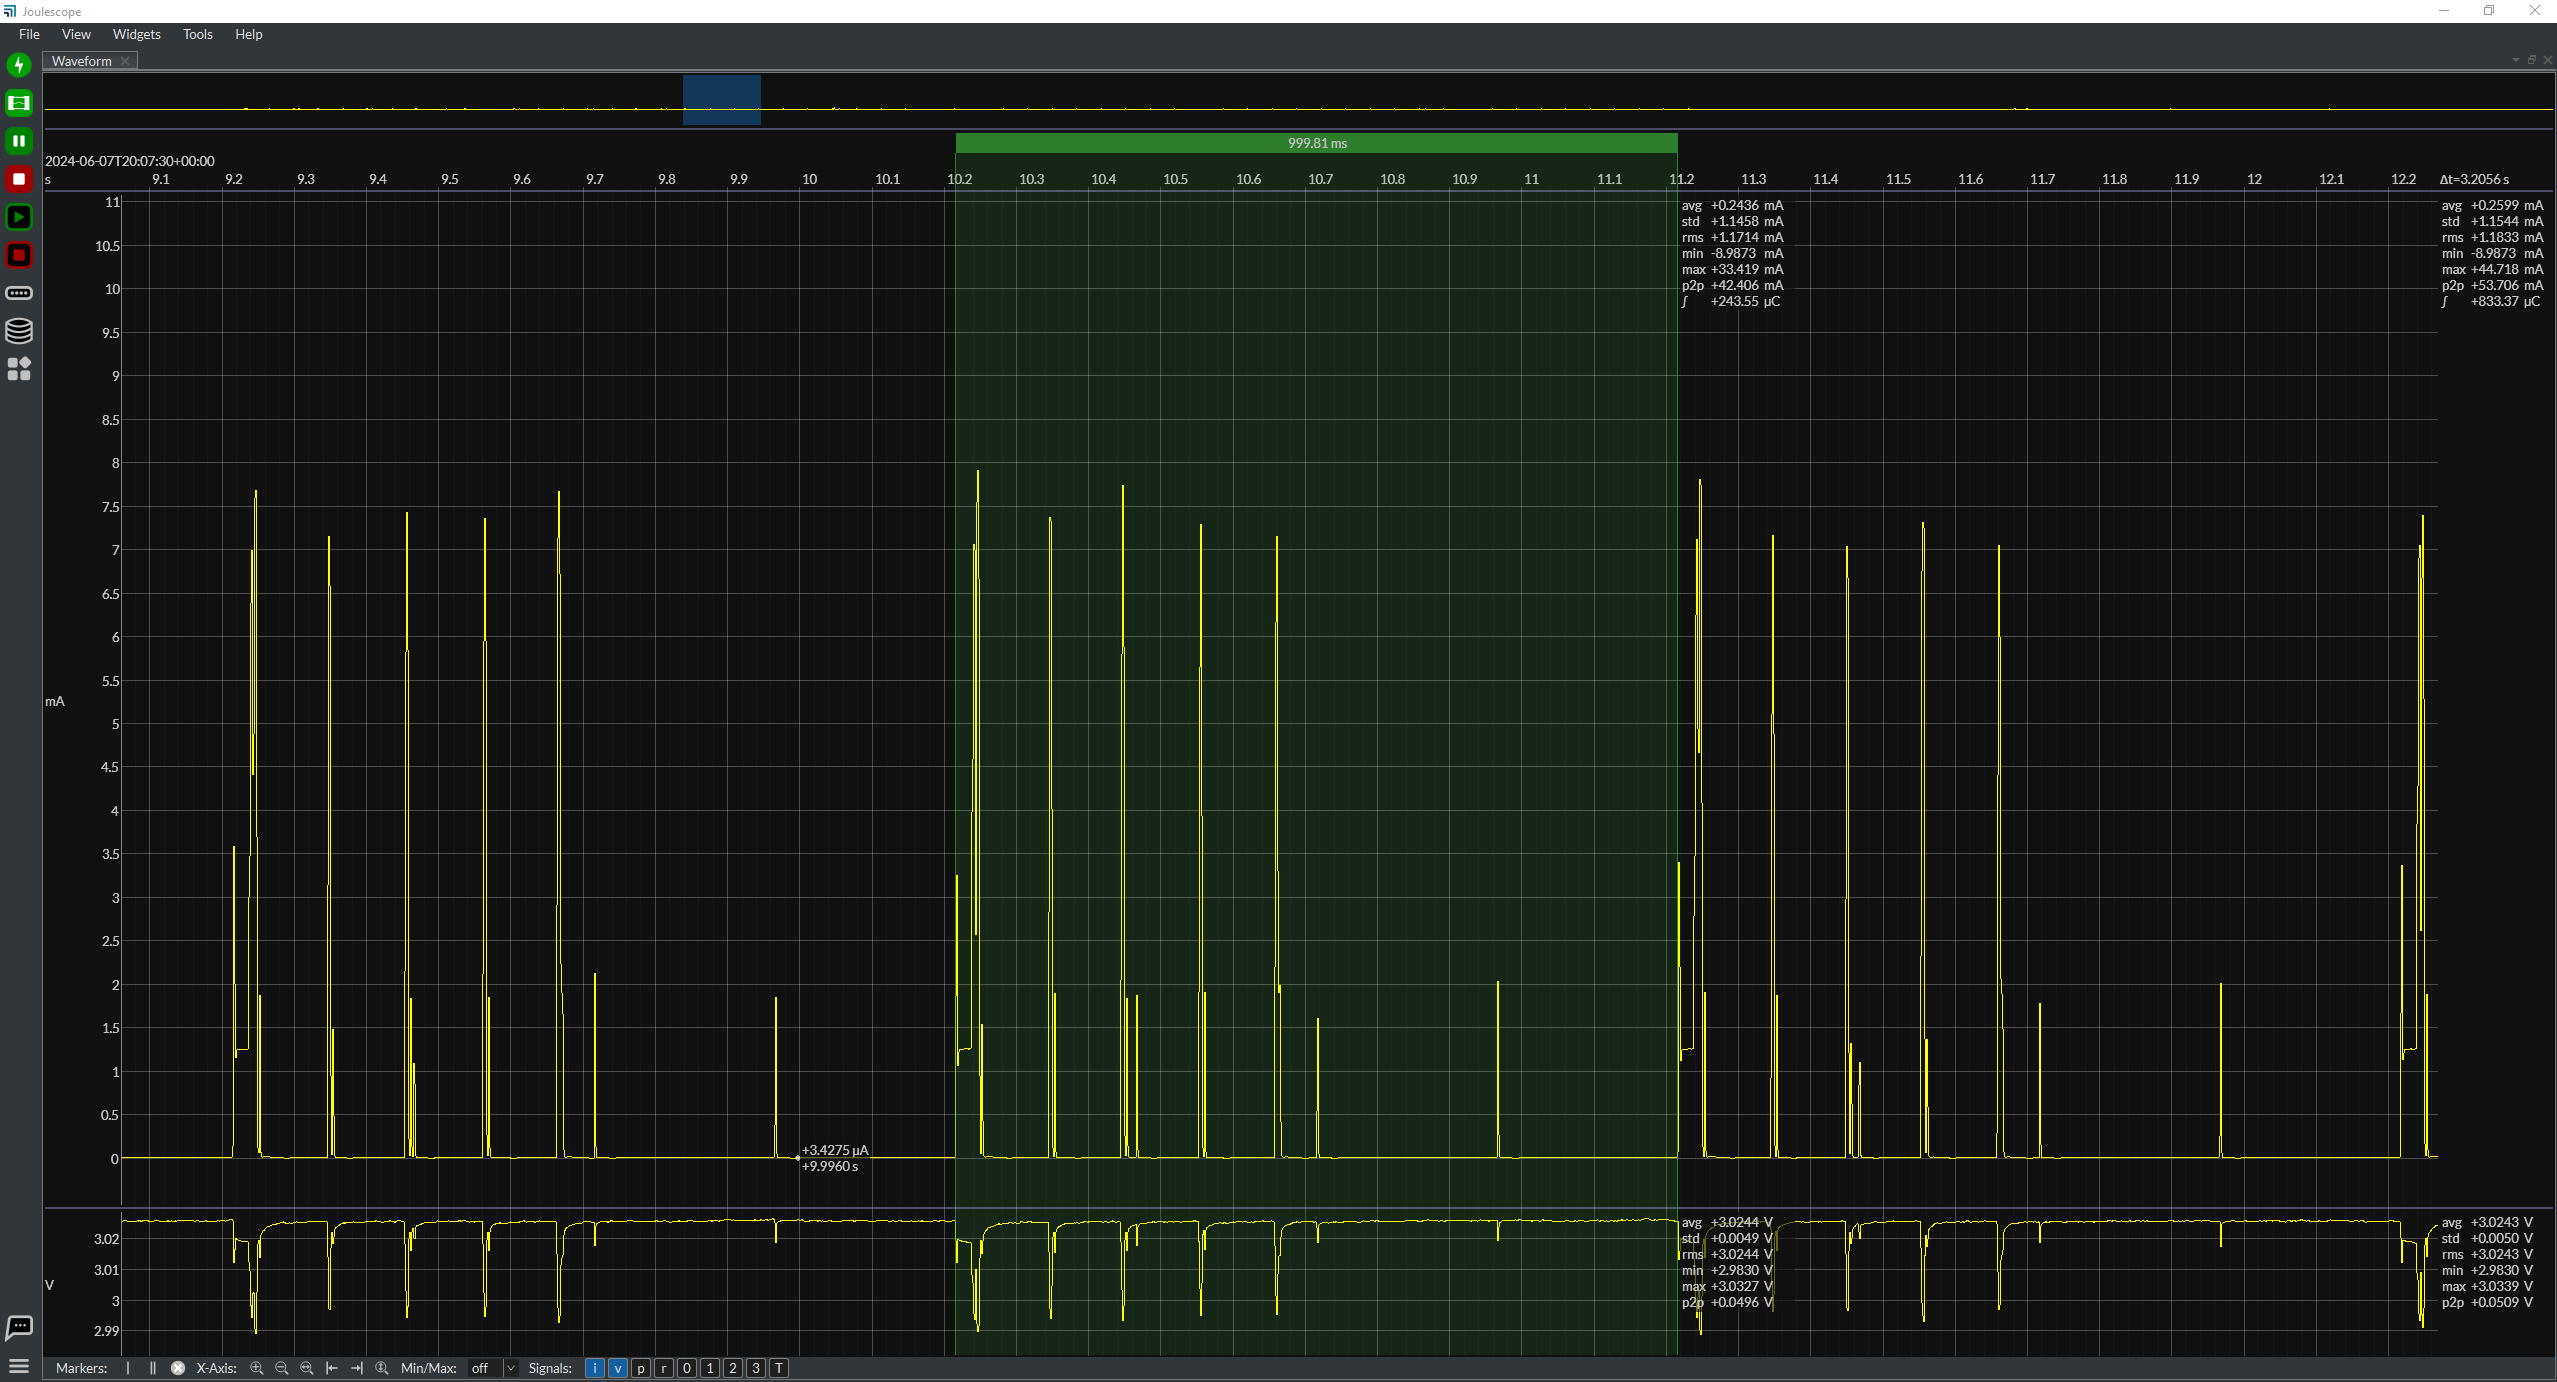 Joulescope
File View Widgets Tools Help
Waveform
999.81 ms
2024-06-07T20:07:30+00:00
s 9.1 9.2 9.3 9.4 9.5 9.6 9.7 9.8 9.9 10 10.1 10.2 10.3 10.4 10.5 10.6 10.7 10.8 10.9 11 11.1 11.2 11.3 11.4 11.5 11.6 11.7 11.8 11.9 12 12.1 12.2 Δt=3.2056 s
11
10.5
10
9.5
9
8.5
8
7.5
7
6.5
6
5.5
mA
5
4.5
4
3.5
3
2.5
2
1.5
1
0.5
0
avg +0.2436 mA
std +1.1458 mA
rms +1.1714 mA
min -8.9873 mA
max +33.419 mA
p2p +42.406 mA
∫ +243.55 µC
avg +0.2599 mA
std +1.1544 mA
rms +1.1833 mA
min -8.9873 mA
max +44.718 mA
p2p +53.706 mA
∫ +833.37 µC
+3.4275 µA
+9.9960 s
3.02
3.01
V
3
2.99
avg +3.0244 V
std +0.0049 V
rms +3.0244 V
min +2.9830 V
max +3.0327 V
p2p +0.0496 V
avg +3.0243 V
std +0.0050 V
rms +3.0243 V
min +2.9830 V
max +3.0339 V
p2p +0.0509 V
Markers: X-Axis: Min/Max: off Signals: i v p r 0 1 2 3 T